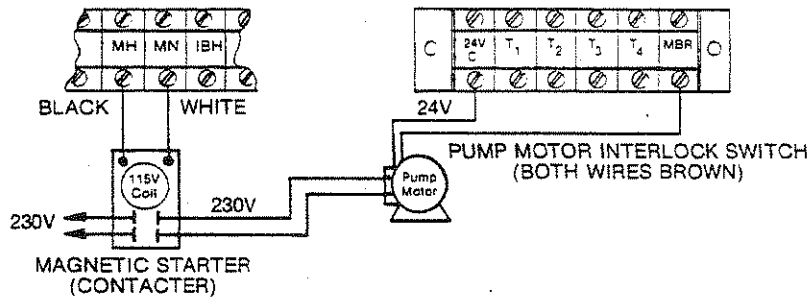 MH MN IBH
C 24V C T1 T2 T3 T4 MBR O
BLACK WHITE
24V
PUMP MOTOR INTERLOCK SWITCH
(BOTH WIRES BROWN)
115V
Coil
Pump
Motor
230V 230V
MAGNETIC STARTER
(CONTACTER)